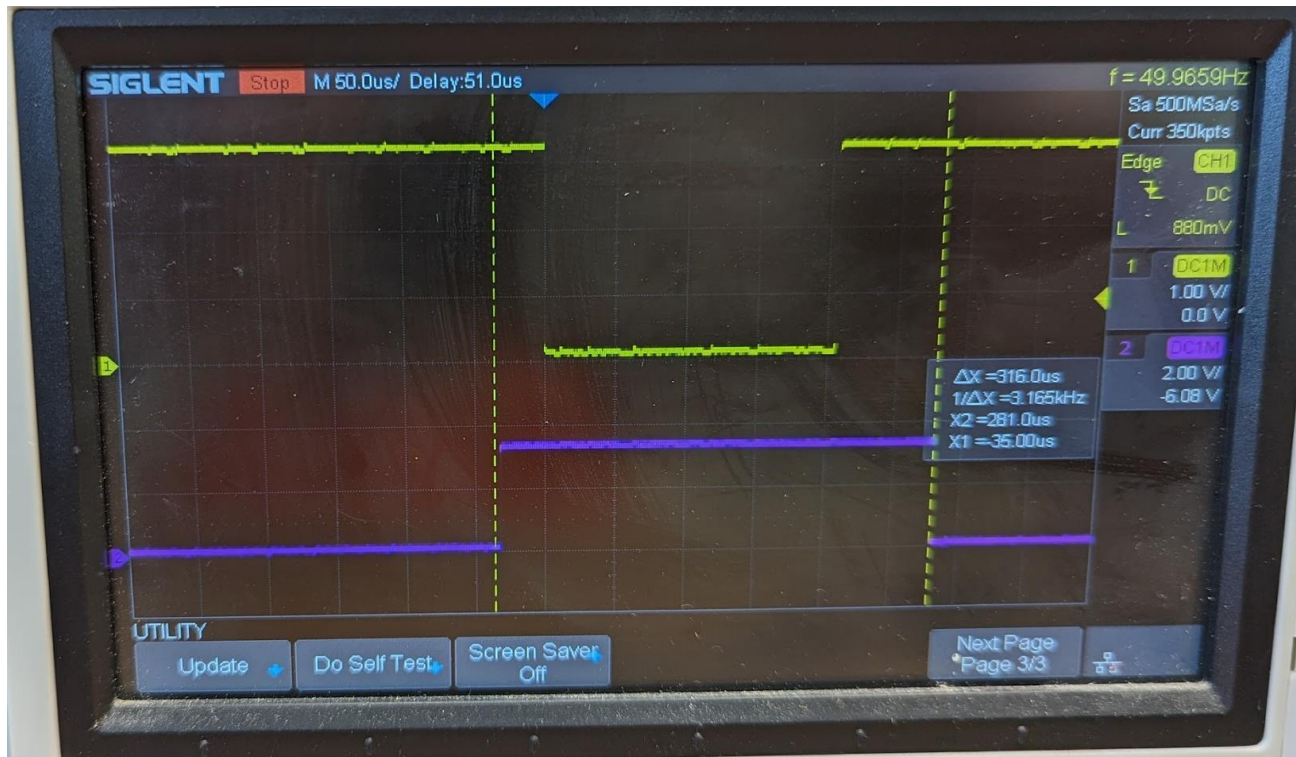 SIGLENT Stop M 50.0us/ Delay:51.0us f = 49.9659Hz
Sa 500MSa/s
Curr 350kpts
Edge CH1
DC
L 880mV
1 DC1M
1.00 V/
0.0 V
2 DC1M
2.00 V/
-6.08 V
1
ΔX =316.0us
1/ΔX =3.165kHz
X2 =281.0us
X1 =-35.00us
2
UTILITY
Update
Do Self Test
Screen Saver
Off
Next Page
Page 3/3